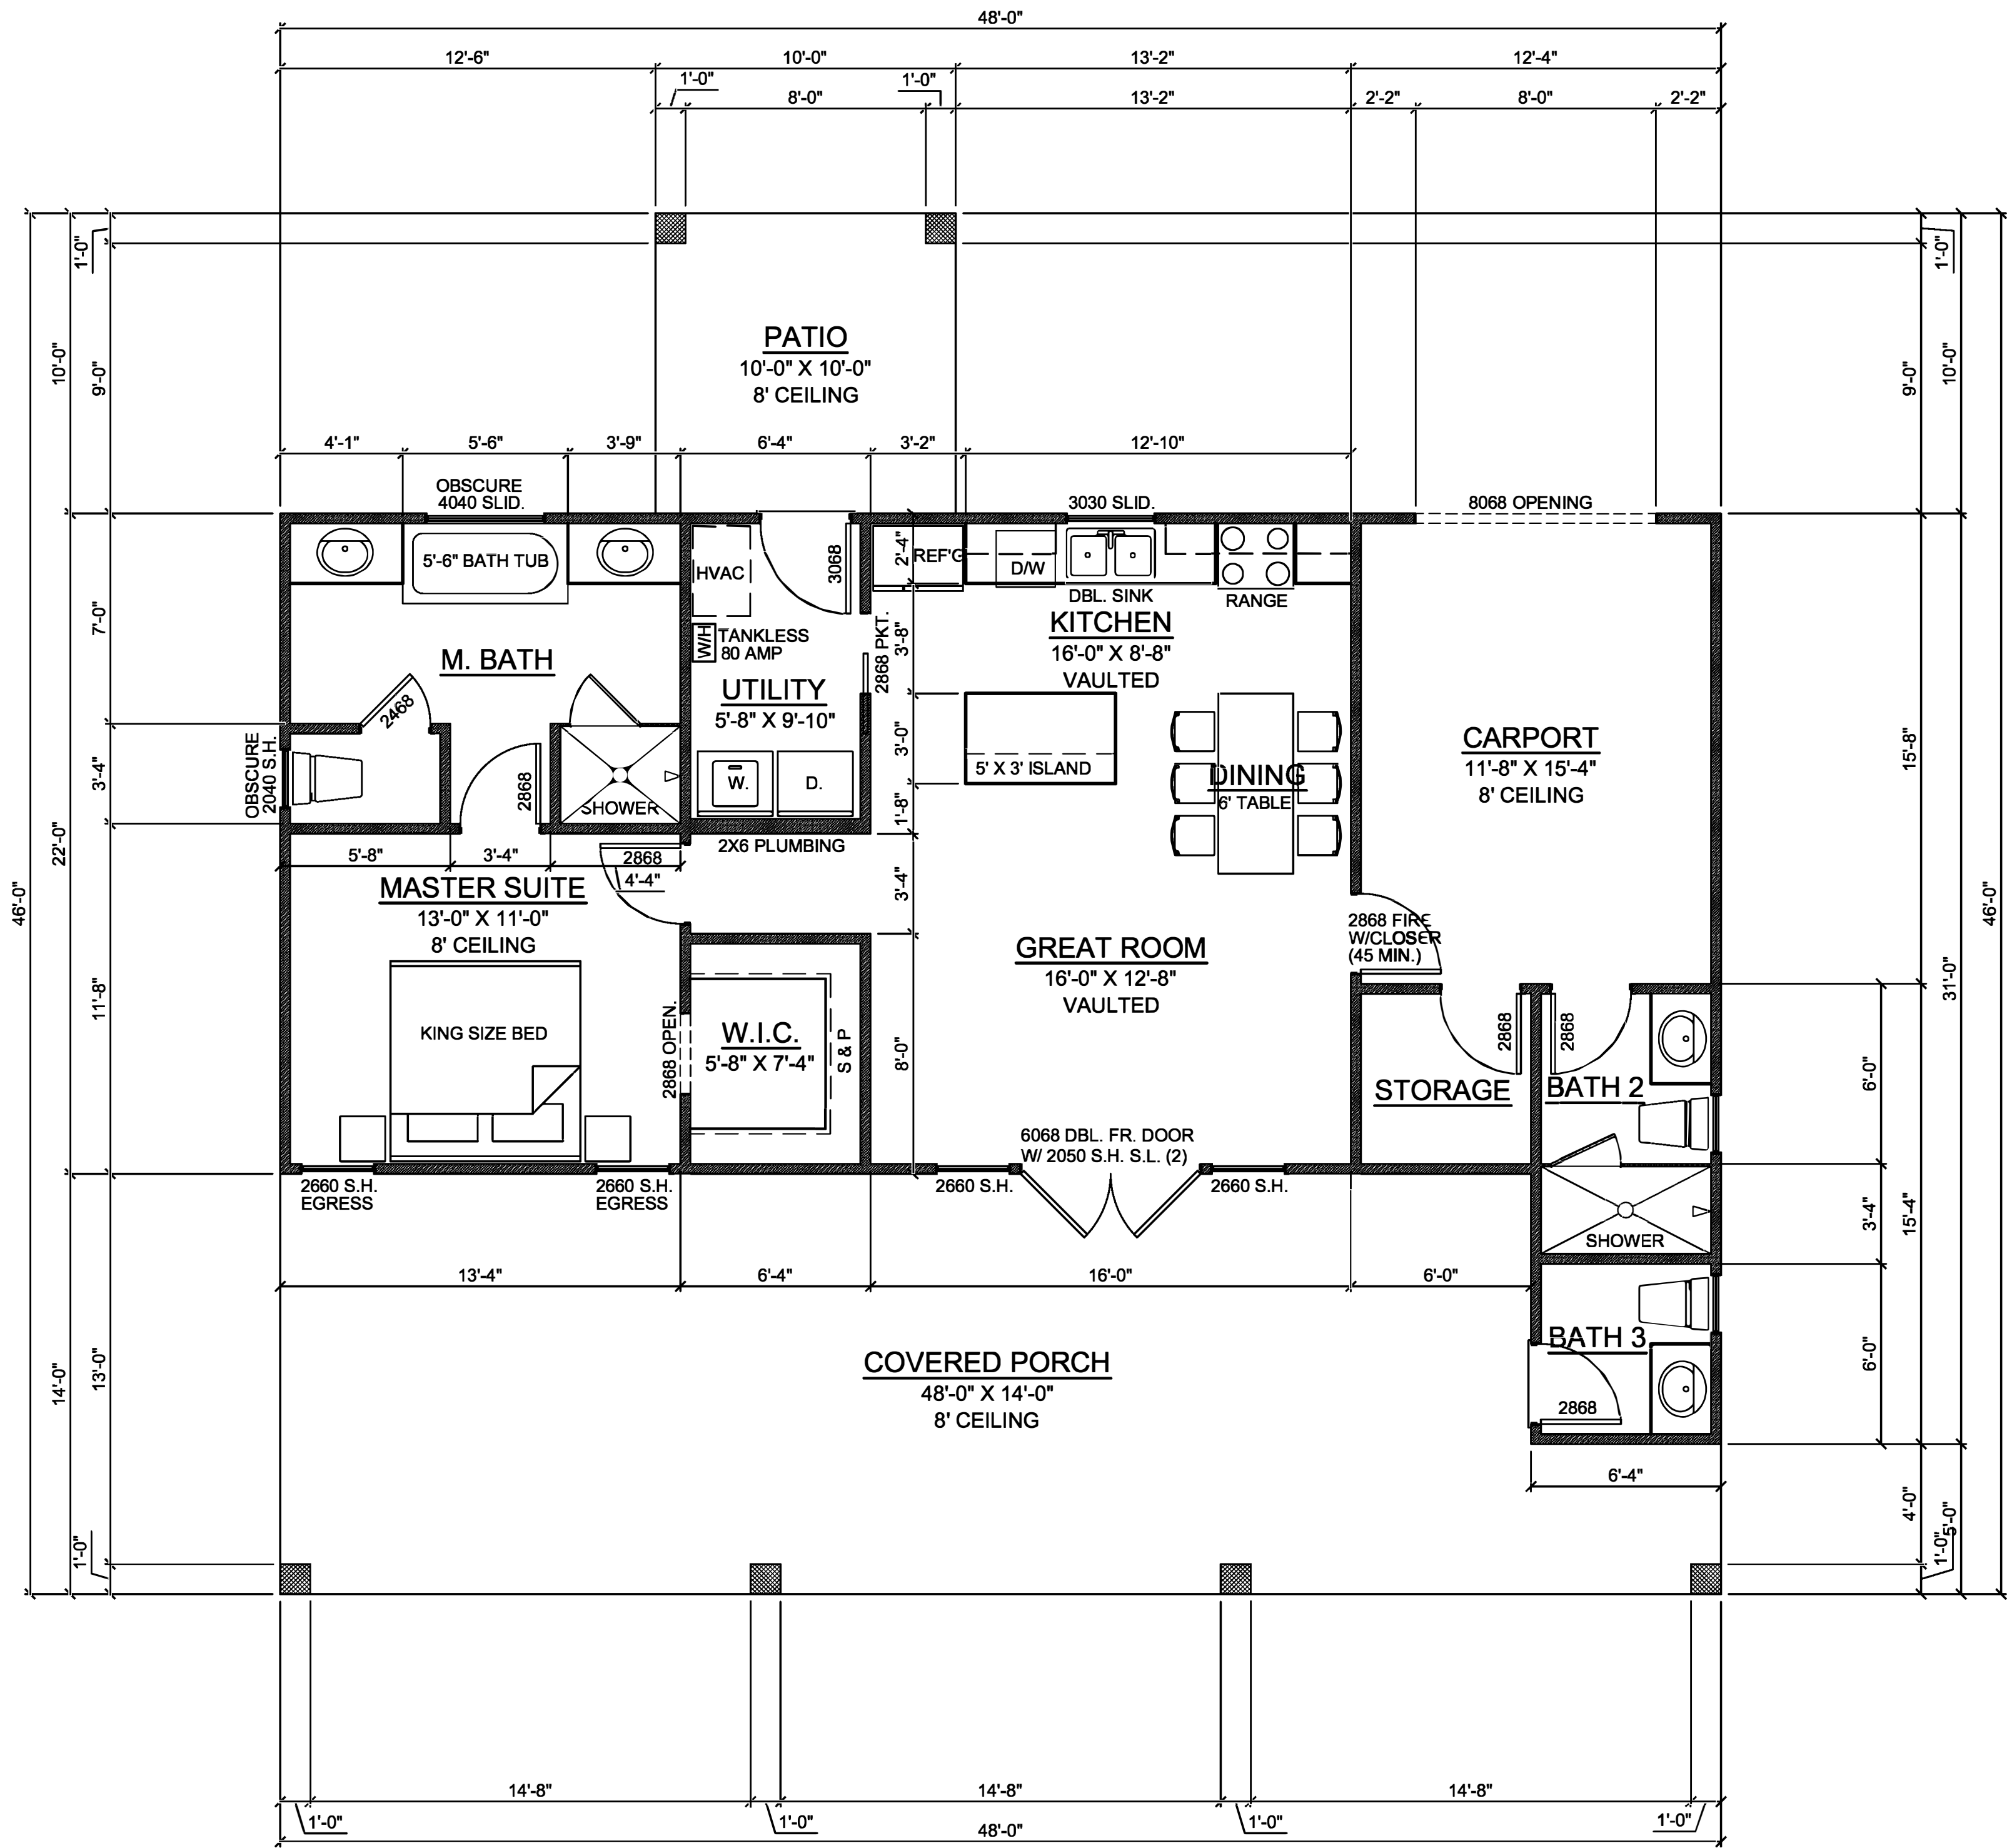 48'-0"
12'-6" 10'-0" 13'-2" 12'-4"
1'-0" 1'-0"
8'-0" 13'-2" 2'-2" 8'-0" 2'-2"
1'-0" 1'-0"
10'-0" 9'-0" 9'-0" 10'-0"
PATIO
10'-0" X 10'-0"
8' CEILING
4'-1" 5'-6" 3'-9" 6'-4" 3'-2" 12'-10"
OBSCURE
4040 SLID.
3030 SLID.
8068 OPENING
5'-6" BATH TUB
HVAC
3068
2'-4"
REF'G
D/W
DBL. SINK
RANGE
7'-0"
W/H
TANKLESS
80 AMP
2868 PKT.
3'-8"
KITCHEN
16'-0" X 8'-8"
VAULTED
M. BATH
UTILITY
5'-8" X 9'-10"
2468
3'-0"
CARPORT
11'-8" X 15'-4"
8' CEILING
15'-8"
OBSCURE
2040 S.H.
3'-4"
2868
SHOWER
W.
D.
5' X 3' ISLAND
DINING
6' TABLE
1'-8"
22'-0"
5'-8" 3'-4"
2868
4'-4"
2X6 PLUMBING
3'-4"
46'-0"
46'-0"
MASTER SUITE
13'-0" X 11'-0"
8' CEILING
GREAT ROOM
16'-0" X 12'-8"
VAULTED
2868 FIRE
W/CLOSER
(45 MIN.)
11'-8"
31'-0"
KING SIZE BED
2868 OPEN.
W.I.C.
5'-8" X 7'-4"
S & P
8'-0"
2868
2868
6'-0"
STORAGE
BATH 2
6068 DBL. FR. DOOR
W/ 2050 S.H. S.L. (2)
2660 S.H.
EGRESS
2660 S.H.
EGRESS
2660 S.H.
2660 S.H.
3'-4"
15'-4"
SHOWER
13'-4" 6'-4" 16'-0" 6'-0"
BATH 3
6'-0"
COVERED PORCH
48'-0" X 14'-0"
8' CEILING
14'-0"
13'-0"
2868
6'-4"
4'-0"
5'-0"
1'-0"
1'-0"
14'-8" 14'-8" 14'-8"
1'-0" 1'-0" 1'-0" 1'-0"
48'-0"